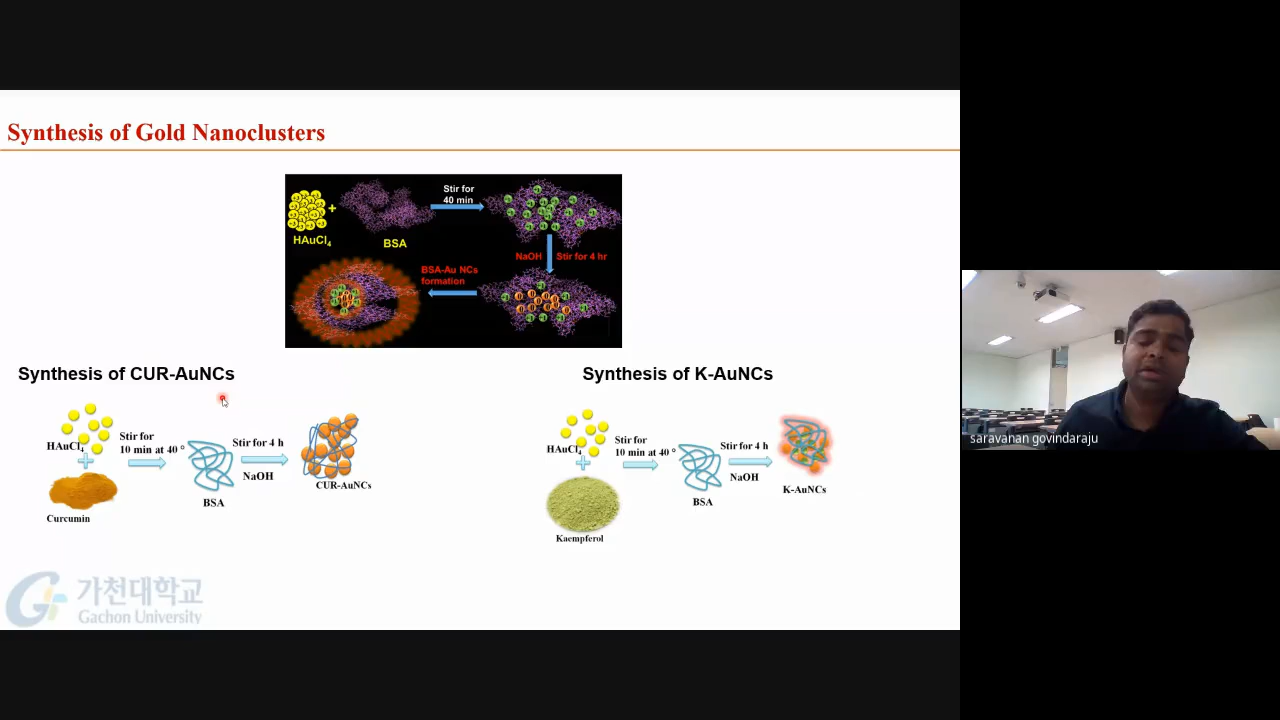 Synthesis of Gold Nanoclusters
HAuCl4
+
BSA
Stir for
40 min
NaOH
Stir for 4 hr
BSA-Au NCs
formation
Synthesis of CUR-AuNCs
HAuCl4
Curcumin
Stir for
10 min at 40 °
BSA
Stir for 4 h
NaOH
CUR-AuNCs
Synthesis of K-AuNCs
HAuCl4
Kaempferol
Stir for
10 min at 40 °
BSA
Stir for 4 h
NaOH
K-AuNCs
가천대학교
Gachon University
saravanan govindaraju